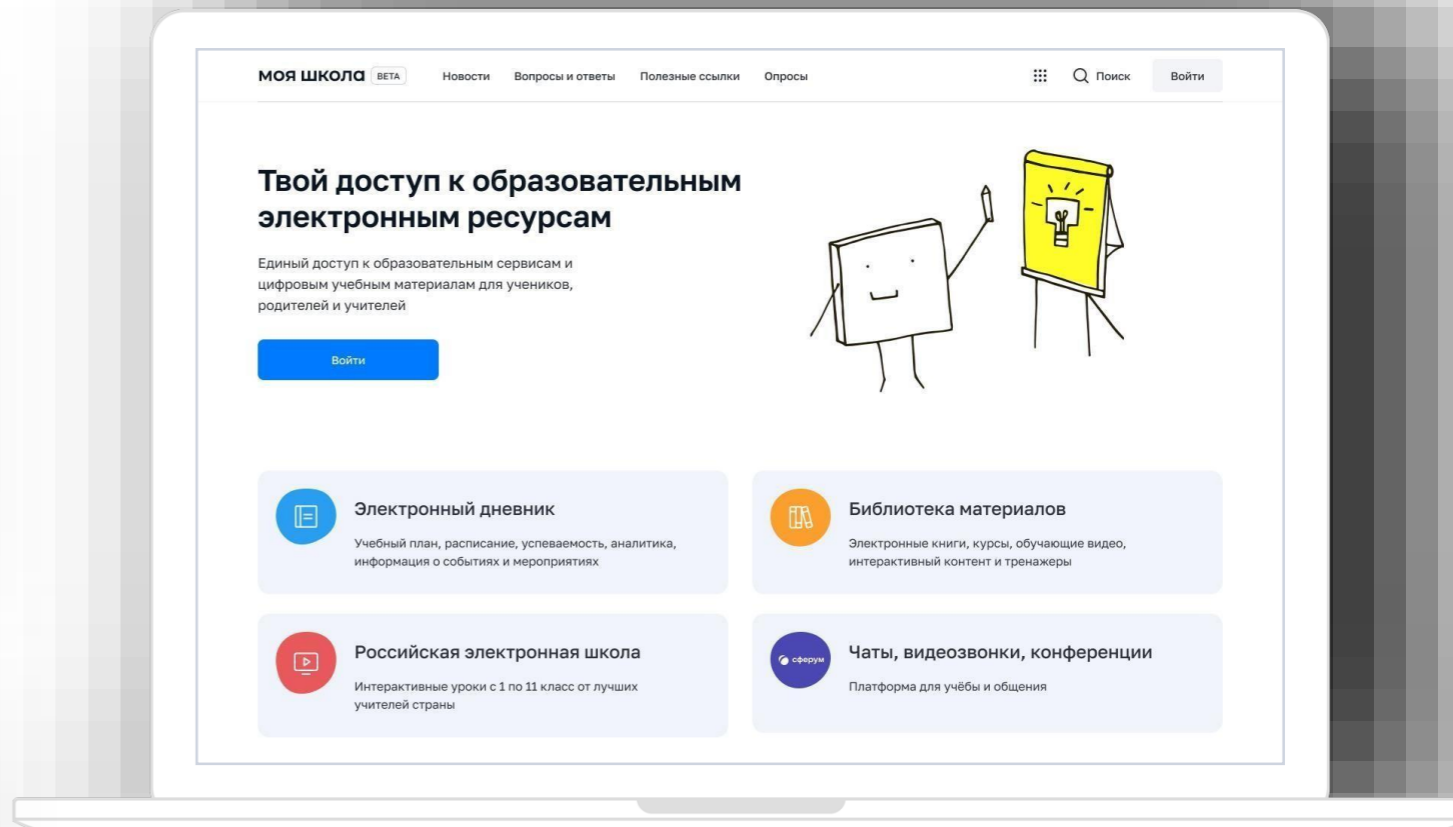 МОЯ ШКОЛА BETA Новости Вопросы и ответы Полезные ссылки Опросы Поиск Войти
Твой доступ к образовательным
электронным ресурсам
Единый доступ к образовательным сервисам и
цифровым учебным материалам для учеников,
родителей и учителей
Войти
Электронный дневник
Учебный план, расписание, успеваемость, аналитика,
информация о событиях и мероприятиях
Библиотека материалов
Электронные книги, курсы, обучающие видео,
интерактивный контент и тренажеры
Российская электронная школа
Интерактивные уроки с 1 по 11 класс от лучших
учителей страны
сферум
Чаты, видеозвонки, конференции
Платформа для учёбы и общения